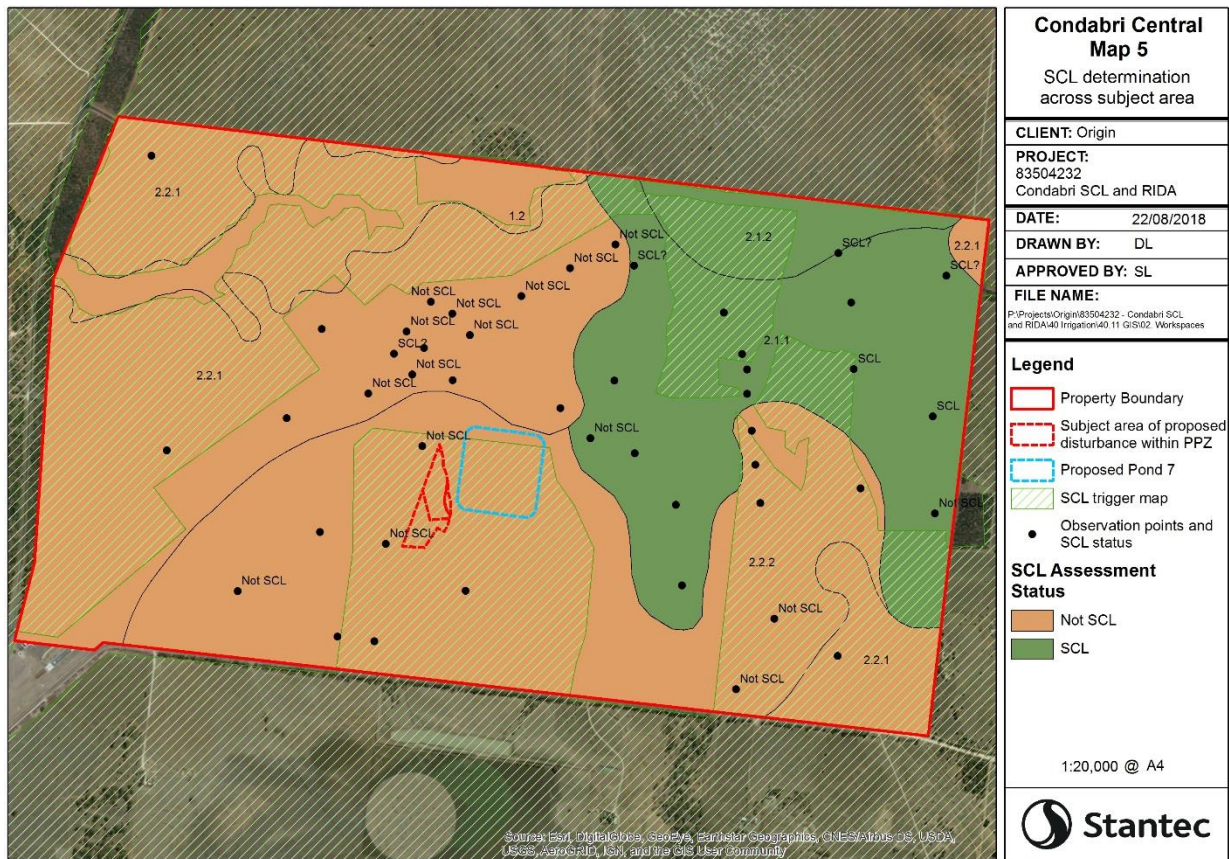 Condabri Central
Map 5
SCL determination
across subject area
CLIENT: Origin
PROJECT:
83504232
Condabri SCL and RIDA
DATE: 22/08/2018
DRAWN BY: DL
APPROVED BY: SL
FILE NAME:
P:\Projects\Origin\83504232 - Condabri SCL
and RIDA\40 Irrigation\40.11 GIS\02. Workspaces
Legend
Property Boundary
Subject area of proposed
disturbance within PPZ
Proposed Pond 7
SCL trigger map
Observation points and
SCL status
SCL Assessment
Status
Not SCL
SCL
1:20,000 @ A4
Stantec
2.2.1
1.2
2.1.2
2.2.1
Not SCL
SCL?
SCL?
SCL?
Not SCL
Not SCL
Not SCL
Not SCL
Not SCL
Not SCL
SCL?
2.1.1
Not SCL
SCL
2.2.1
Not SCL
SCL
Not SCL
Not SCL
Not SCL
Not SCL
2.2.2
Not SCL
Not SCL
2.2.1
Not SCL
Source: Esri, DigitalGlobe, GeoEye, Earthstar Geographics, CNES/Airbus DS, USDA,
USGS, AeroGRID, IGN, and the GIS User Community